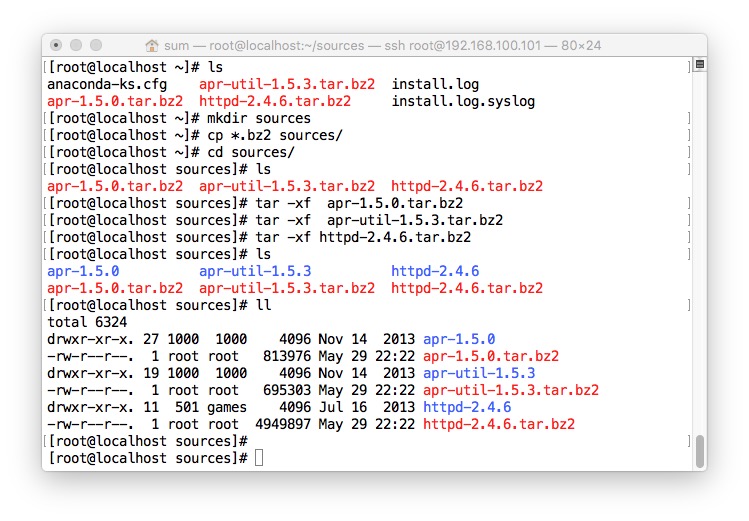 sum — root@localhost:~/sources — ssh root@192.168.100.101 — 80×24
[[root@localhost ~]# ls ]
anaconda-ks.cfg    apr-util-1.5.3.tar.bz2  install.log
apr-1.5.0.tar.bz2  httpd-2.4.6.tar.bz2     install.log.syslog
[[root@localhost ~]# mkdir sources ]
[[root@localhost ~]# cp *.bz2 sources/ ]
[[root@localhost ~]# cd sources/ ]
[[root@localhost sources]# ls ]
apr-1.5.0.tar.bz2  apr-util-1.5.3.tar.bz2  httpd-2.4.6.tar.bz2
[[root@localhost sources]# tar -xf  apr-1.5.0.tar.bz2 ]
[[root@localhost sources]# tar -xf  apr-util-1.5.3.tar.bz2 ]
[[root@localhost sources]# tar -xf httpd-2.4.6.tar.bz2 ]
[[root@localhost sources]# ls ]
apr-1.5.0          apr-util-1.5.3          httpd-2.4.6
apr-1.5.0.tar.bz2  apr-util-1.5.3.tar.bz2  httpd-2.4.6.tar.bz2
[[root@localhost sources]# ll ]
total 6324
drwxr-xr-x. 27 1000  1000    4096 Nov 14  2013 apr-1.5.0
-rw-r--r--.  1 root root   813976 May 29 22:22 apr-1.5.0.tar.bz2
drwxr-xr-x. 19 1000  1000    4096 Nov 14  2013 apr-util-1.5.3
-rw-r--r--.  1 root root   695303 May 29 22:22 apr-util-1.5.3.tar.bz2
drwxr-xr-x. 11  501 games    4096 Jul 16  2013 httpd-2.4.6
-rw-r--r--.  1 root root  4949897 May 29 22:22 httpd-2.4.6.tar.bz2
[[root@localhost sources]# ]
[root@localhost sources]#